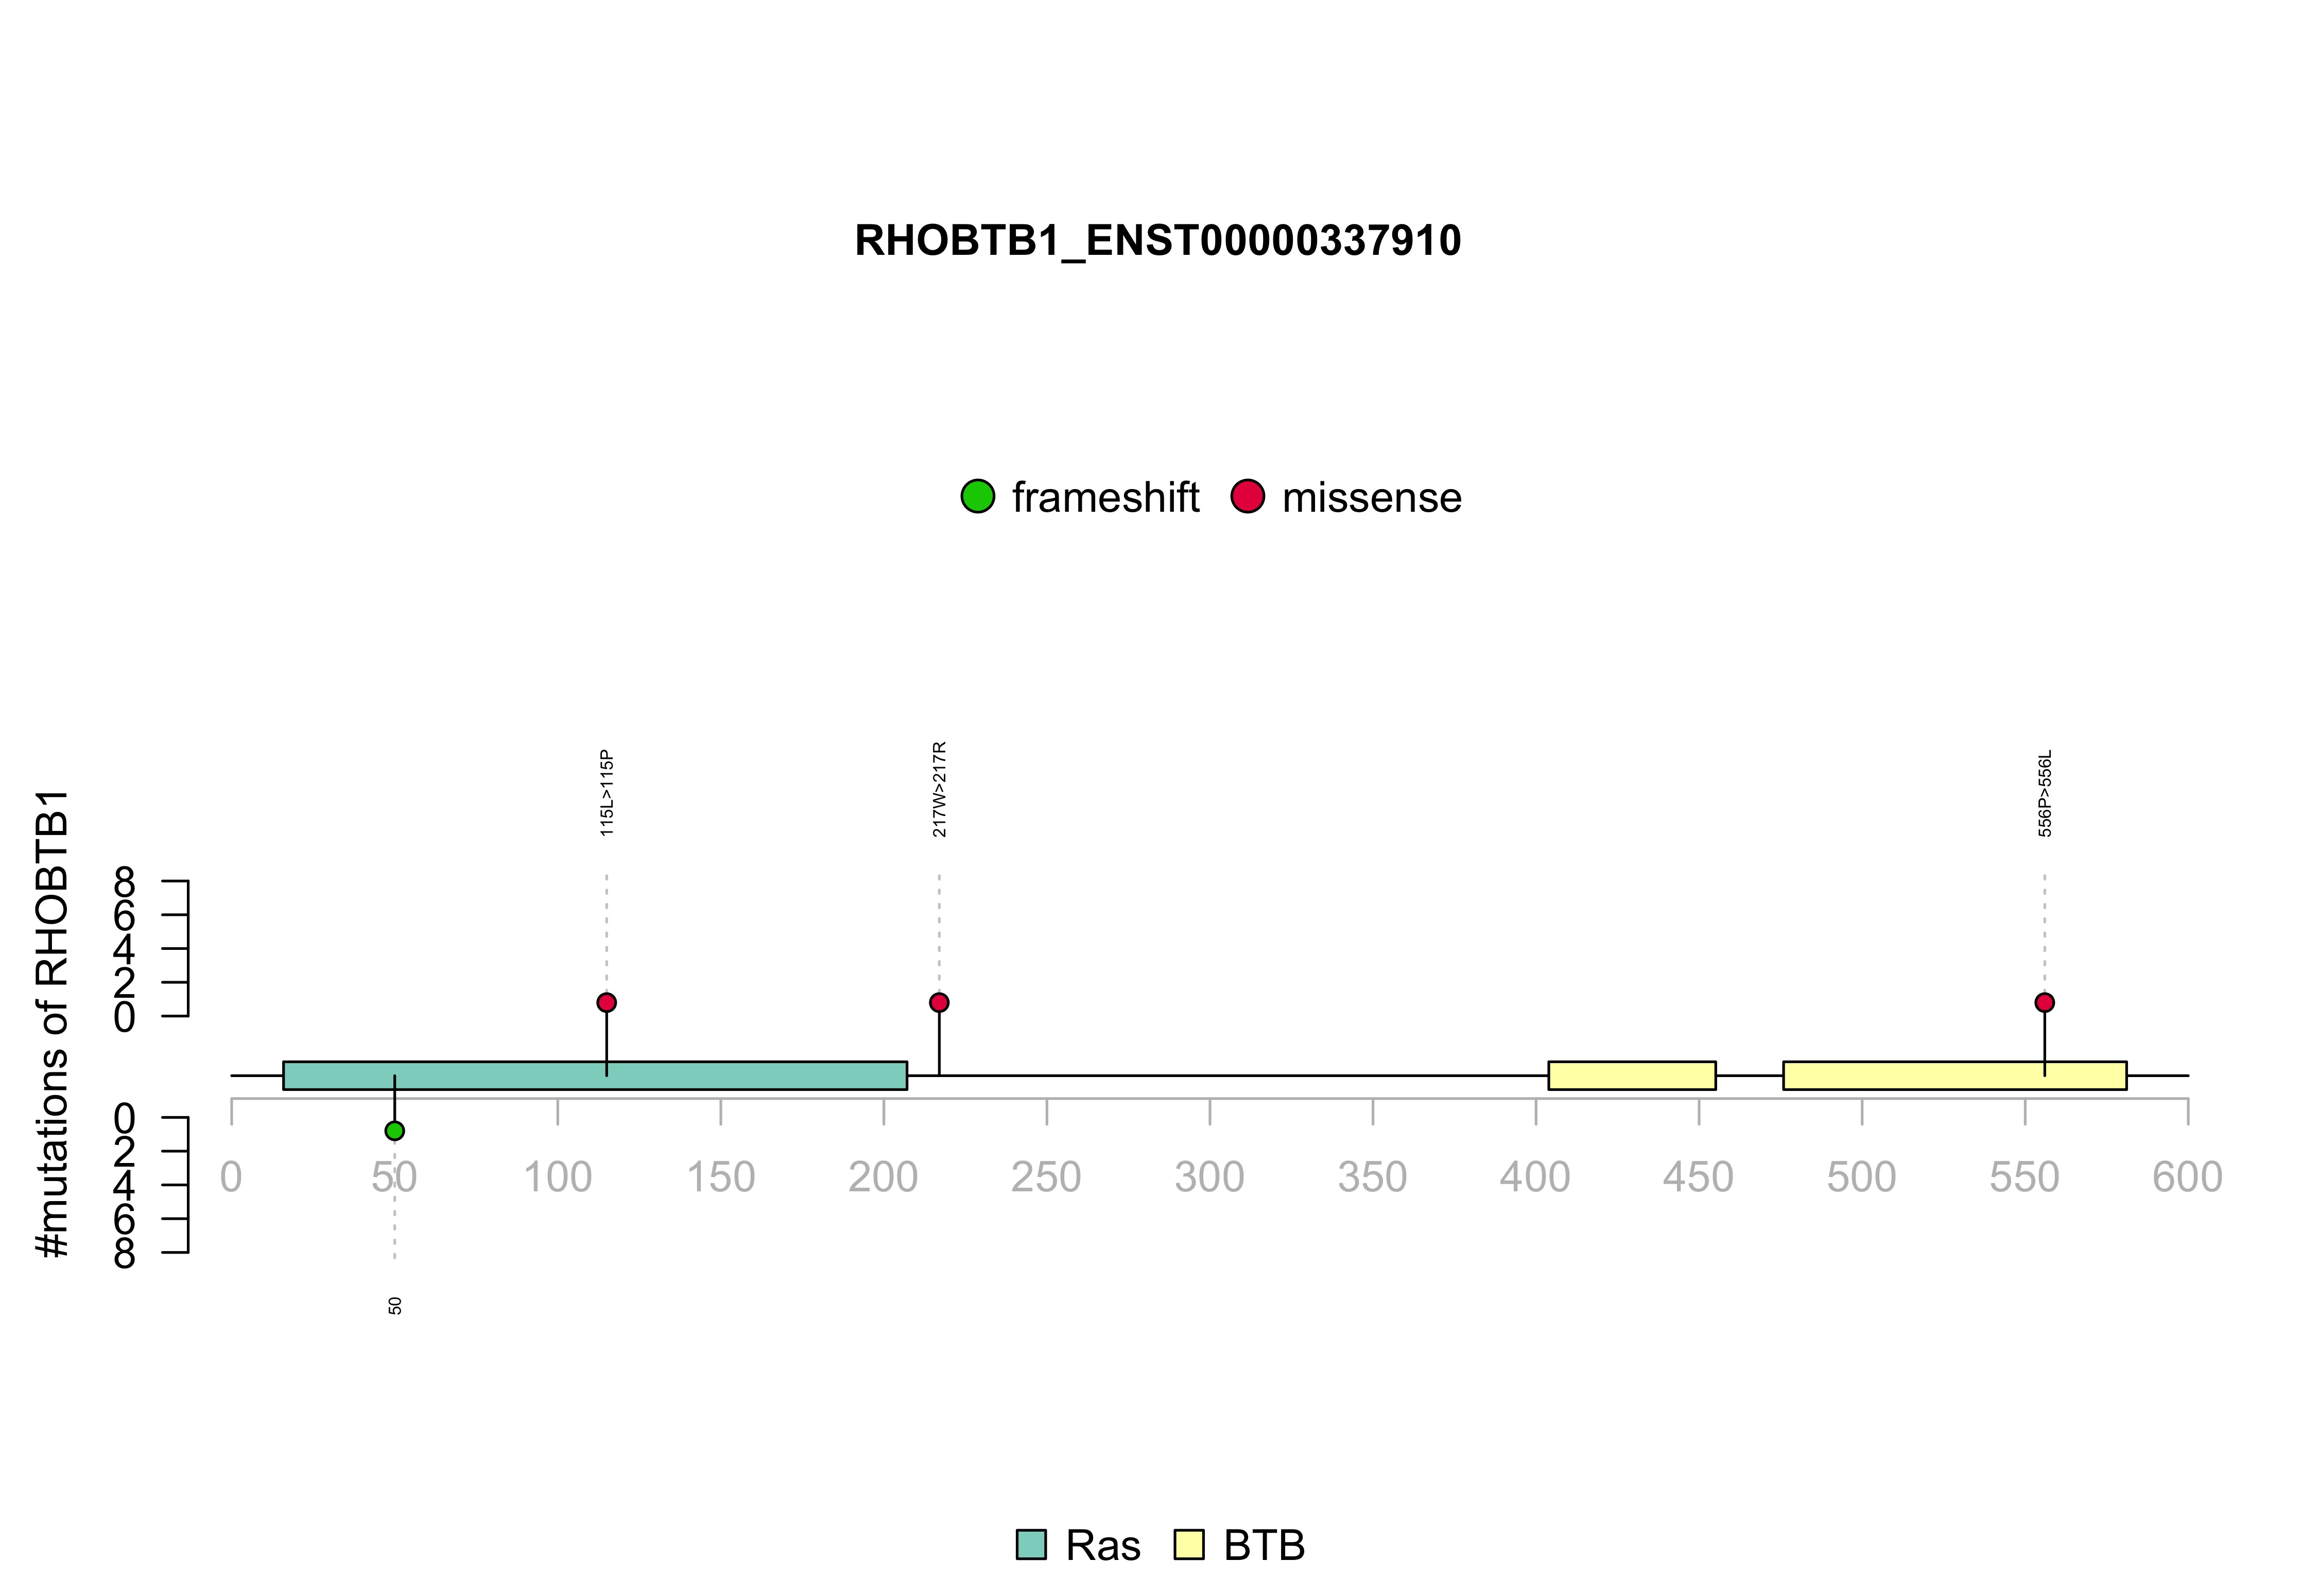 RHOBTB1_ENST00000337910
frameshift missense
115L>115P 217W>217R 556P>556L
#mutations of RHOBTB1
8
6
4
2
0
0
2
4
6
8
0 50 100 150 200 250 300 350 400 450 500 550 600
50
Ras BTB